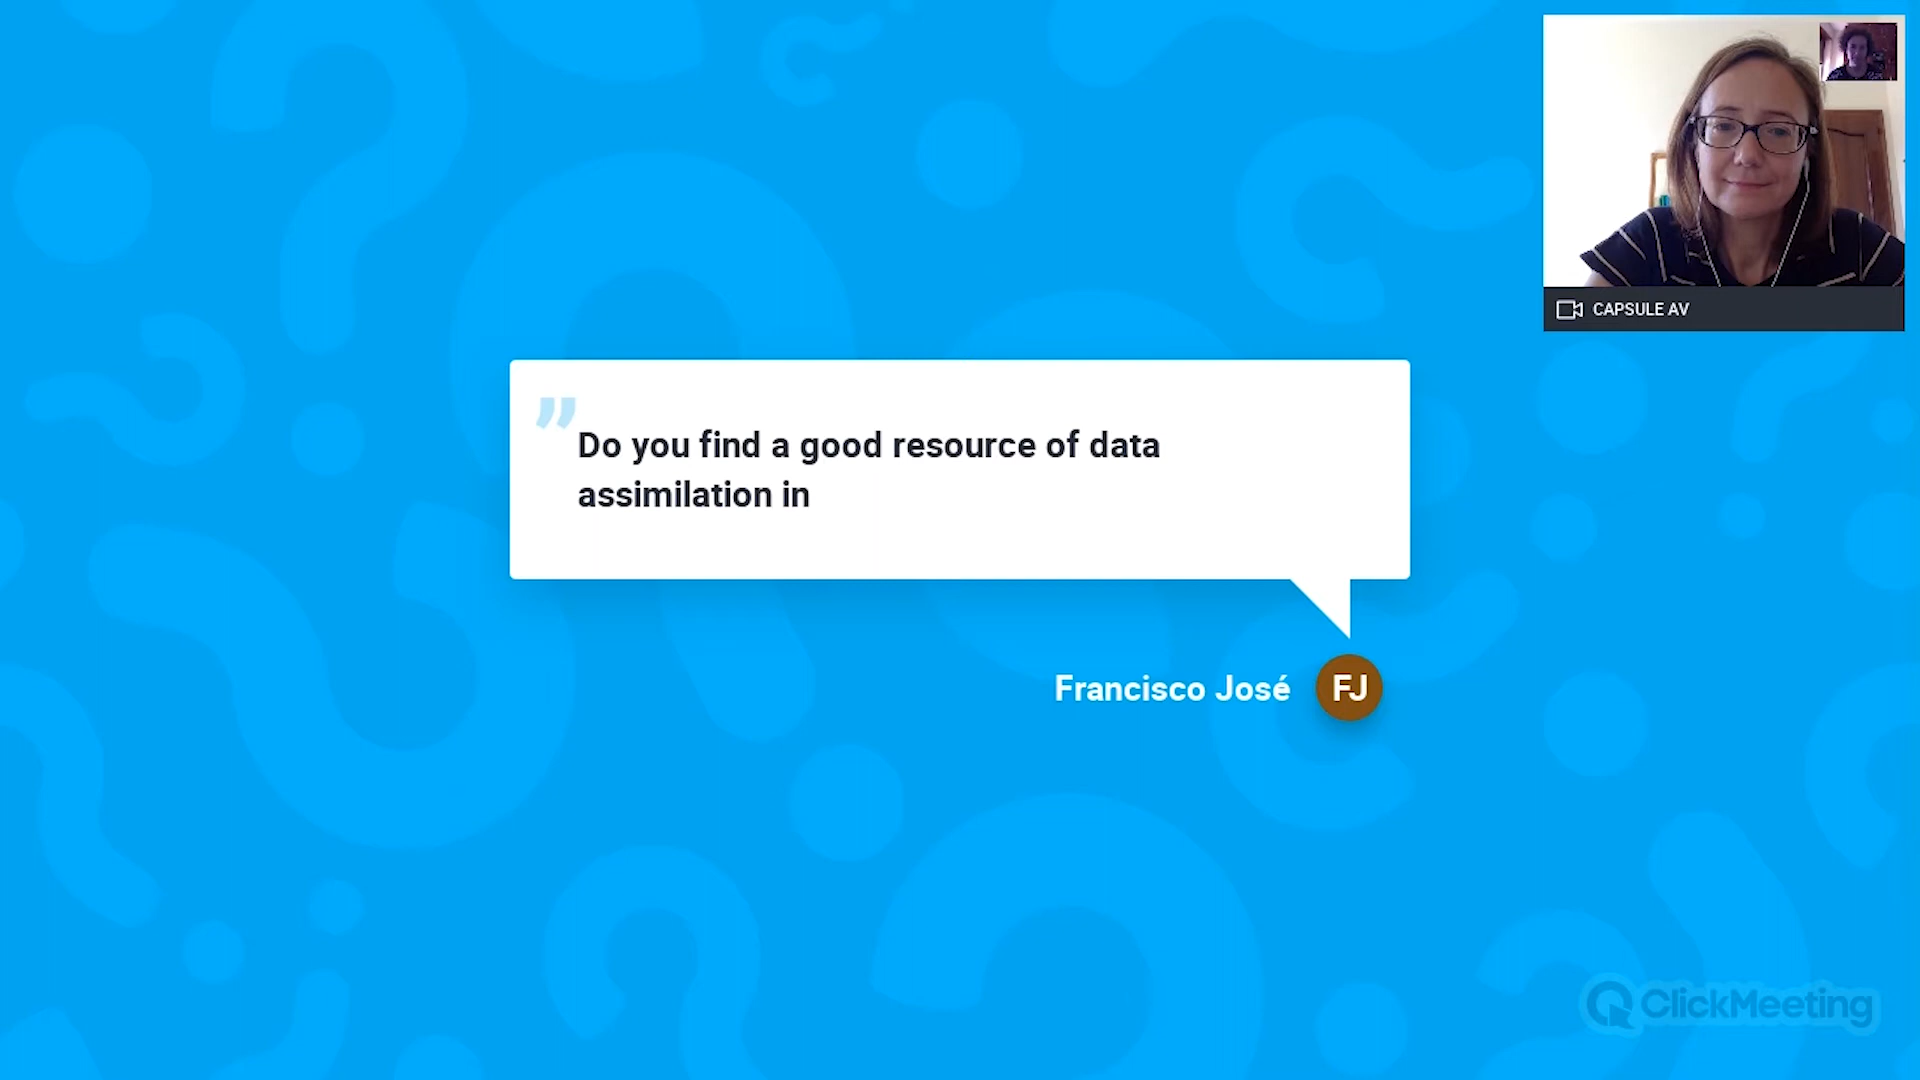 CAPSULE AV
Do you find a good resource of data
assimilation in
Francisco José
FJ
ClickMeeting